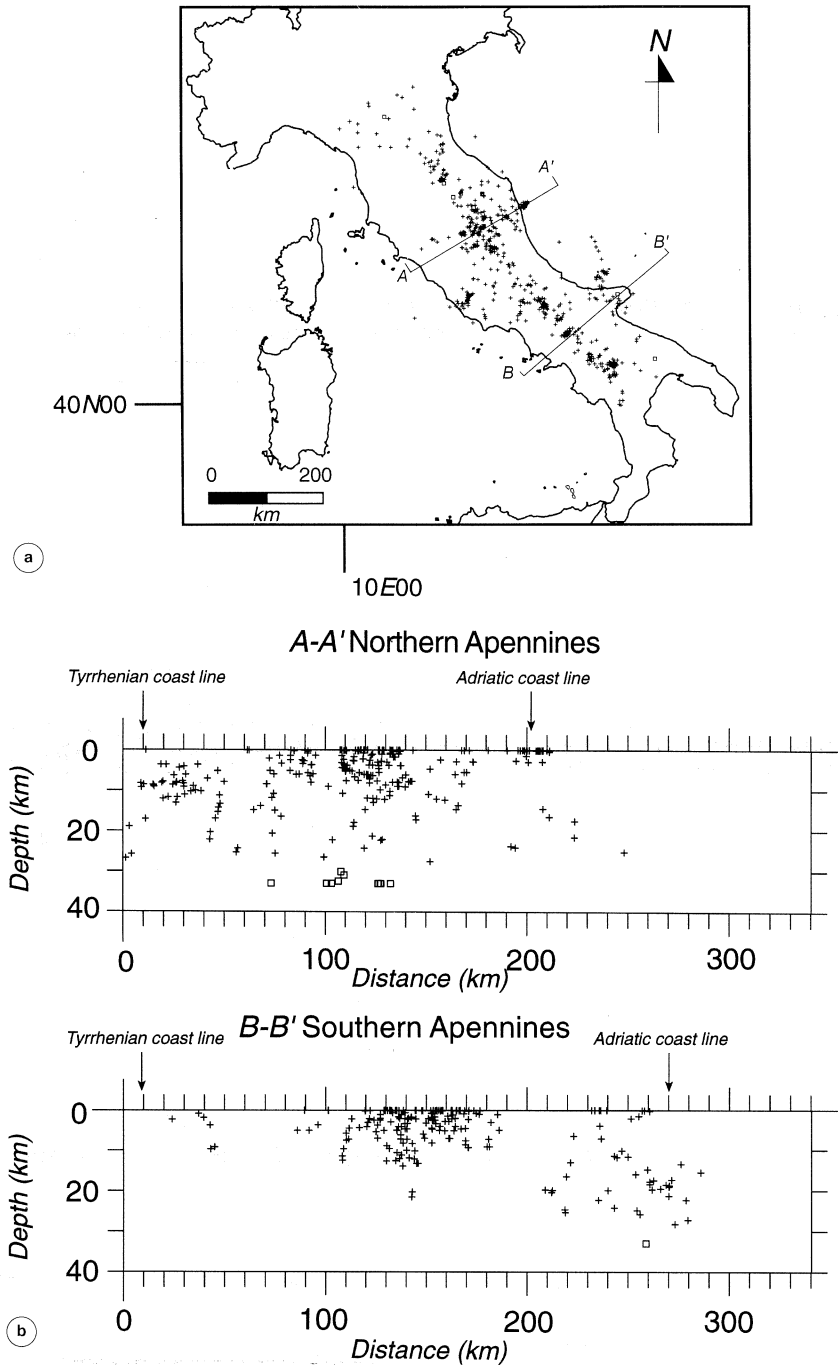 N
A'
B'
A
B
40N00
0 200
km
a
10E00
A-A' Northern Apennines
Tyrrhenian coast line
Adriatic coast line
0
20
40
Depth (km)
0 100 200 300
Distance (km)
B-B' Southern Apennines
Tyrrhenian coast line
Adriatic coast line
0
20
40
Depth (km)
0 100 200 300
Distance (km)
b